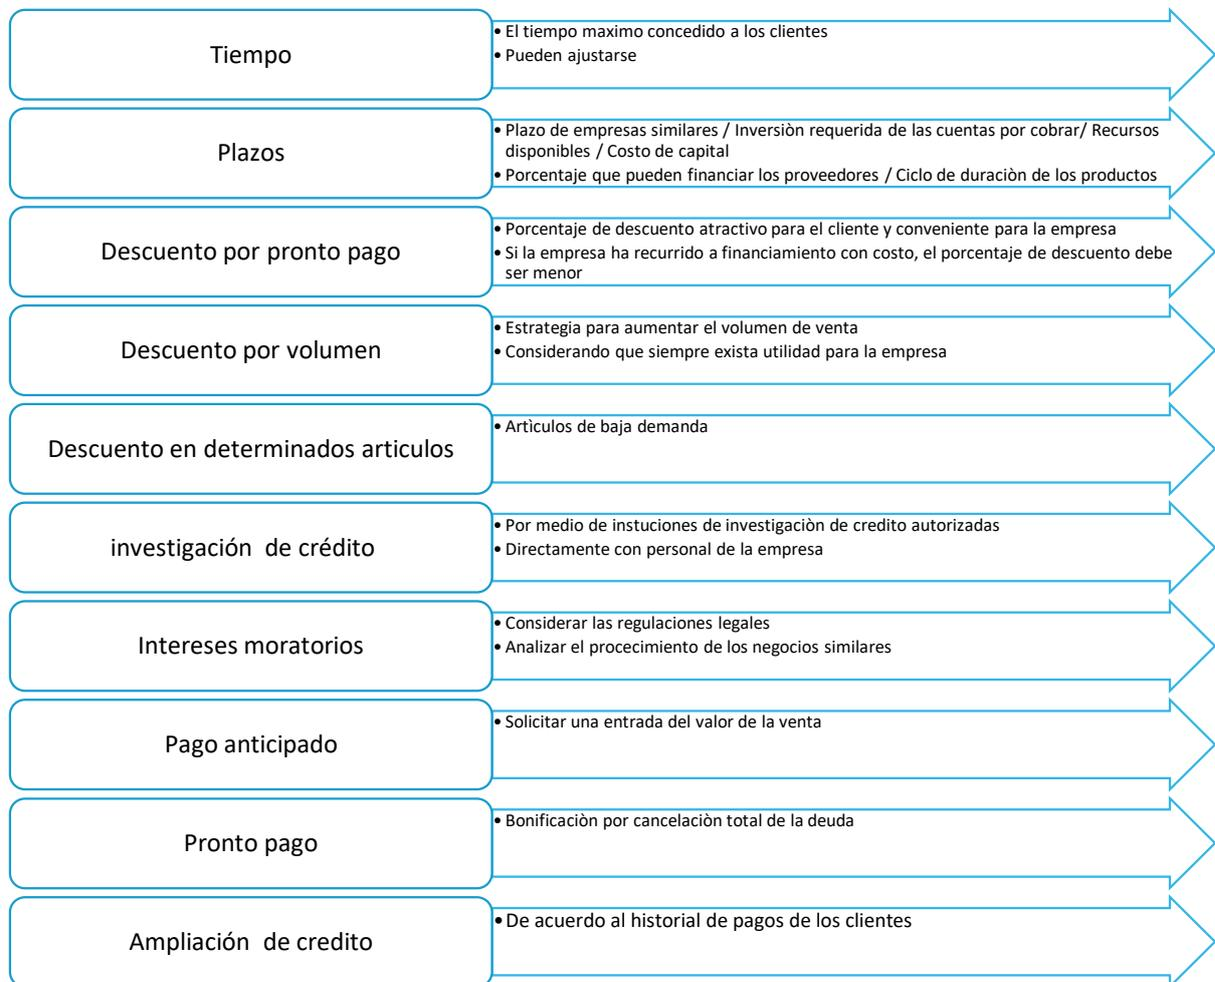 Tiempo
• El tiempo maximo concedido a los clientes
• Pueden ajustarse
Plazos
• Plazo de empresas similares / Inversiòn requerida de las cuentas por cobrar/ Recursos
disponibles / Costo de capital
• Porcentaje que pueden financiar los proveedores / Ciclo de duraciòn de los productos
Descuento por pronto pago
• Porcentaje de descuento atractivo para el cliente y conveniente para la empresa
• Si la empresa ha recurrido a financiamiento con costo, el porcentaje de descuento debe
ser menor
Descuento por volumen
• Estrategia para aumentar el volumen de venta
• Considerando que siempre exista utilidad para la empresa
Descuento en determinados articulos
• Artìculos de baja demanda
investigación  de crédito
• Por medio de instuciones de investigaciòn de credito autorizadas
• Directamente con personal de la empresa
Intereses moratorios
• Considerar las regulaciones legales
• Analizar el procecimiento de los negocios similares
Pago anticipado
• Solicitar una entrada del valor de la venta
Pronto pago
• Bonificaciòn por cancelaciòn total de la deuda
Ampliación  de credito
• De acuerdo al historial de pagos de los clientes